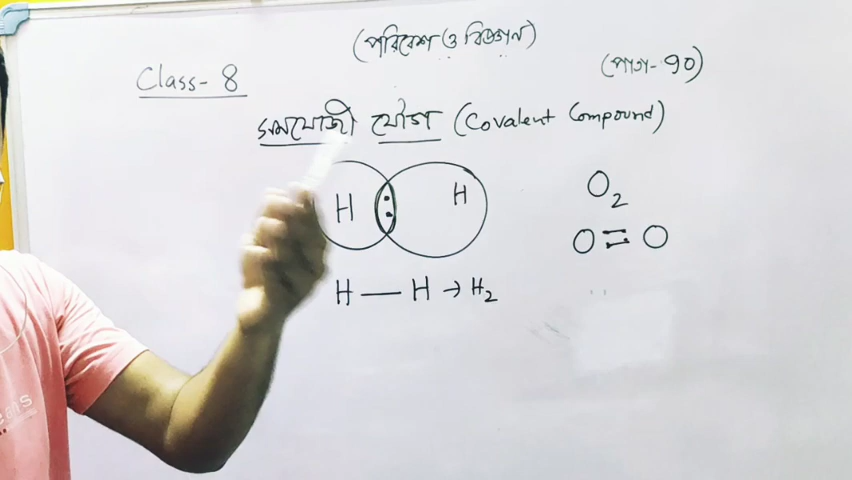 (পরিবেশ ও বিজ্ঞান)
Class-8
(পাতা-90)
সমযোজী যৌগ (Covalent Compound)
H : H
O2
O = O
H — H → H2